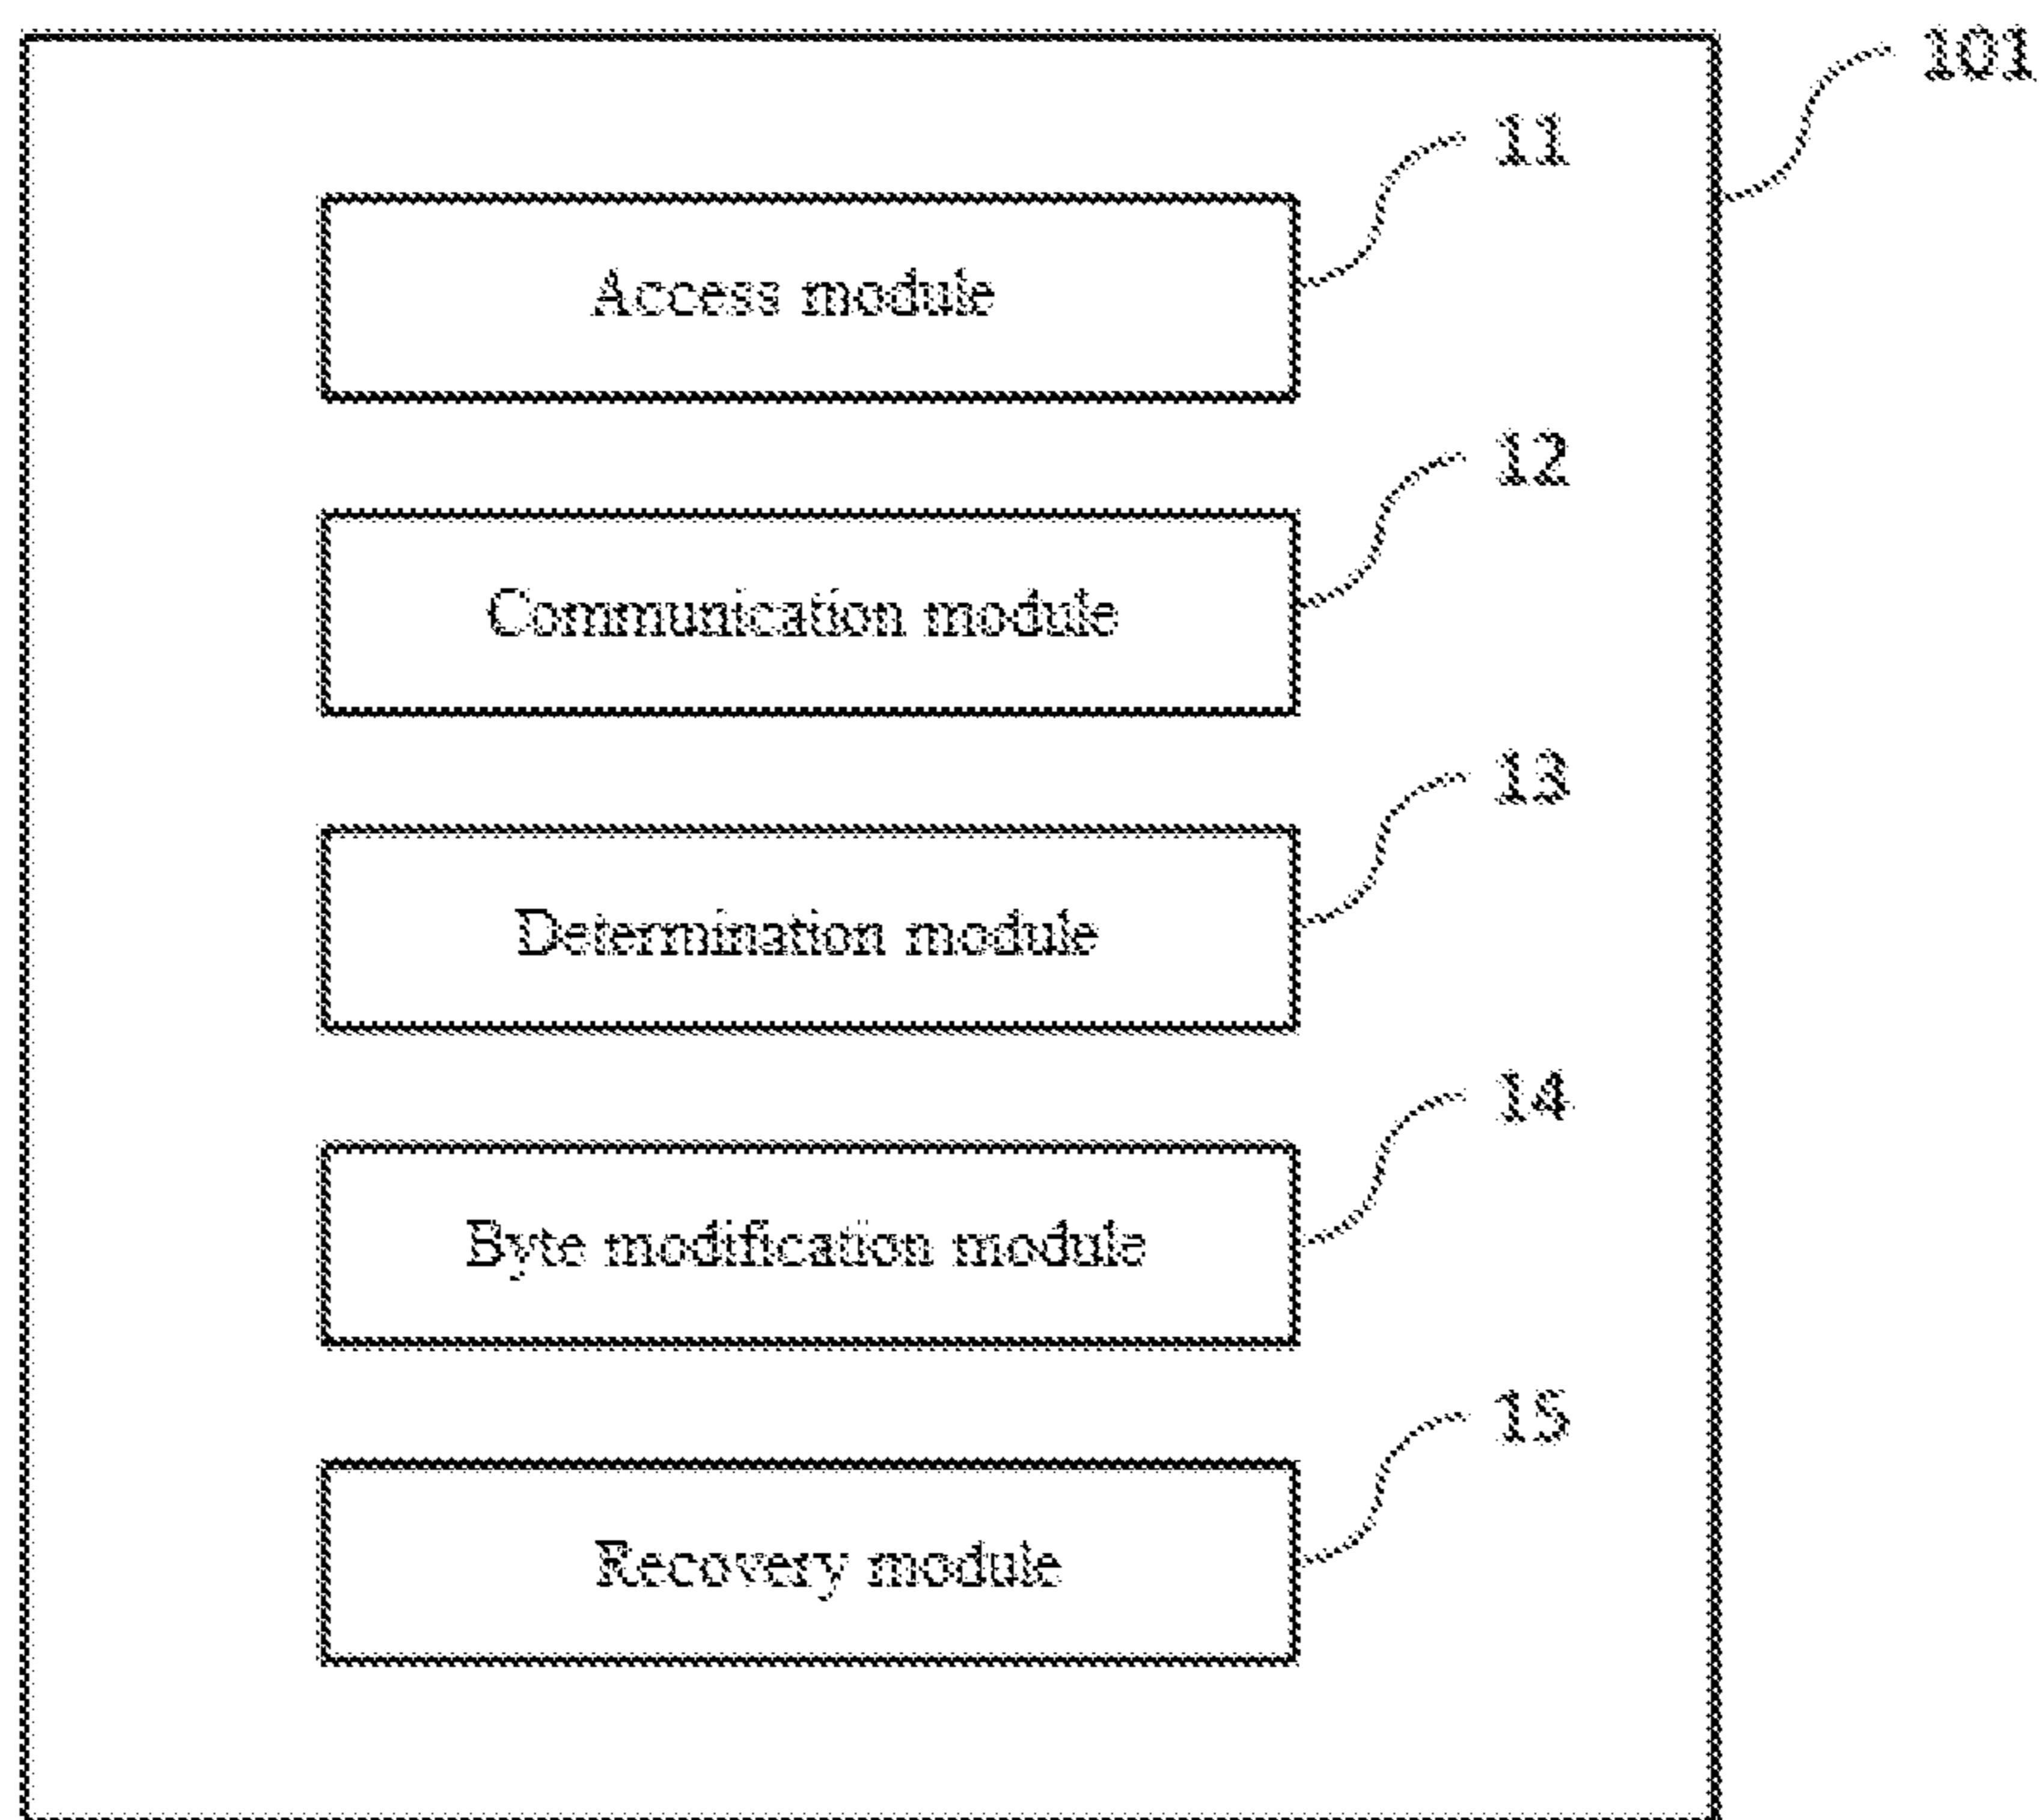 101
11
Access module
12
Communication module
13
Determination module
14
Byte modification module
15
Recovery module